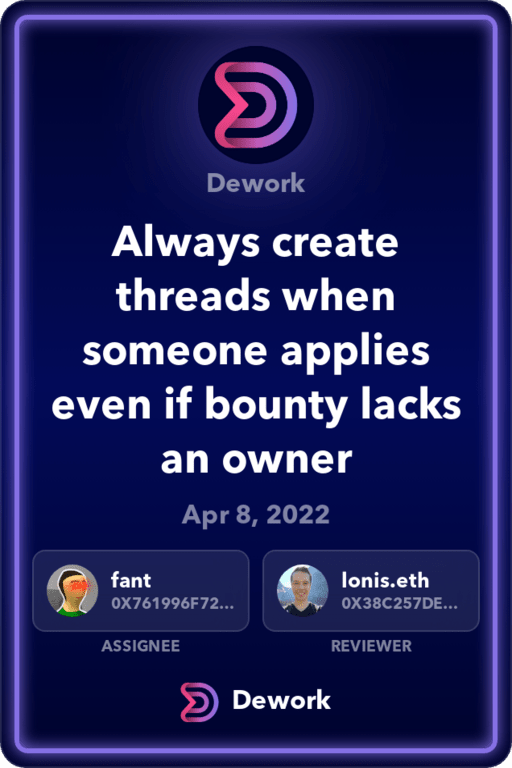 Dework
Always create
threads when
someone applies
even if bounty lacks
an owner
Apr 8, 2022
fant
0X761996F72...
lonis.eth
0X38C257DE...
ASSIGNEE
REVIEWER
Dework